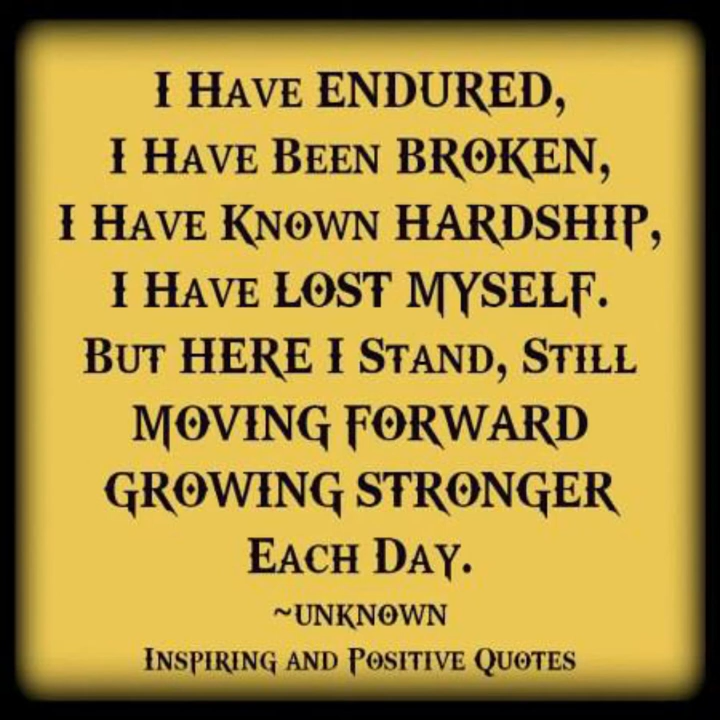 I HAVE ENDURED,
I HAVE BEEN BROKEN,
I HAVE KNOWN HARDSHIP,
I HAVE LOST MYSELF.
BUT HERE I STAND, STILL
MOVING FORWARD
GROWING STRONGER
EACH DAY.
~UNKNOWN
INSPIRING AND POSITIVE QUOTES